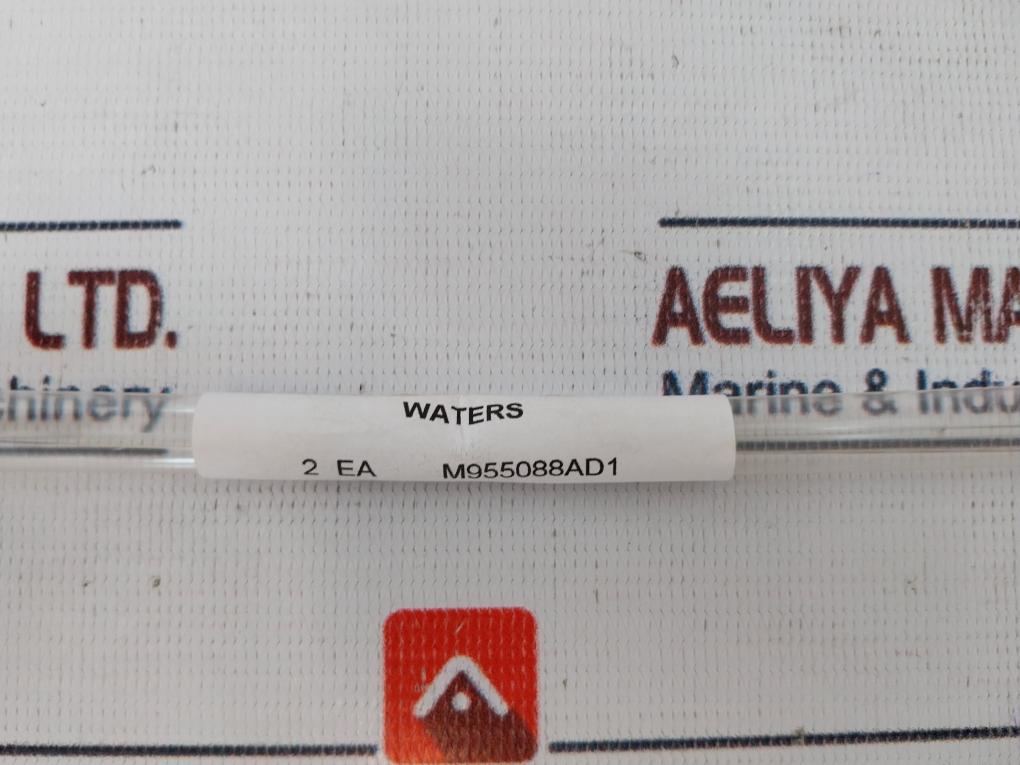 LTD.
AELIYA MA
chinery
Marine & Indu
WATERS
2 EA M955088AD1